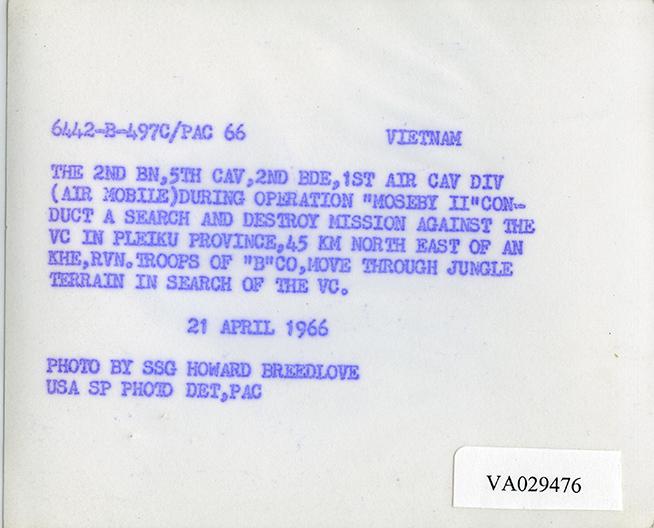 6442-B-497C/PAC 66 VIETNAM
THE 2ND BN,5TH CAV,2ND BDE,1ST AIR CAV DIV
(AIR MOBILE)DURING OPERATION "MOSEBY II"CON-
DUCT A SEARCH AND DESTROY MISSION AGAINST THE
VC IN PLEIKU PROVINCE,45 KM NORTH EAST OF AN
KHE,RVN.TROOPS OF "B"CO,MOVE THROUGH JUNGLE
TERRAIN IN SEARCH OF THE VC.
21 APRIL 1966
PHOTO BY SSG HOWARD BREEDLOVE
USA SP PHOTO DET,PAC
VA029476